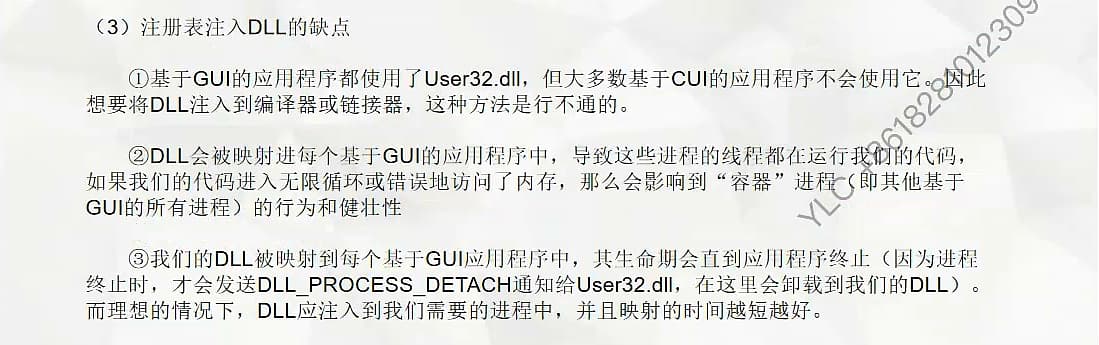 （3）注册表注入DLL的缺点
①基于GUI的应用程序都使用了User32.dll，但大多数基于CUI的应用程序不会使用它。因此
想要将DLL注入到编译器或链接器，这种方法是行不通的。
②DLL会被映射进每个基于GUI的应用程序中，导致这些进程的线程都在运行我们的代码，
如果我们的代码进入无限循环或错误地访问了内存，那么会影响到“容器”进程（即其他基于
GUI的所有进程）的行为和健壮性
③我们的DLL被映射到每个基于GUI应用程序中，其生命期会直到应用程序终止（因为进程
终止时，才会发送DLL_PROCESS_DETACH通知给User32.dll，在这里会卸载到我们的DLL）。
而理想的情况下，DLL应注入到我们需要的进程中，并且映射的时间越短越好。